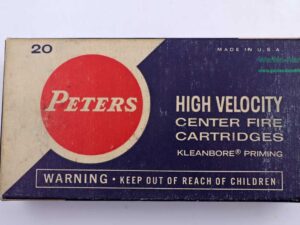 20
MADE IN U.S.A.
PETERS
HIGH VELOCITY
CENTER FIRE
CARTRIDGES
KLEANBORE® PRIMING
WARNING • KEEP OUT OF REACH OF CHILDREN